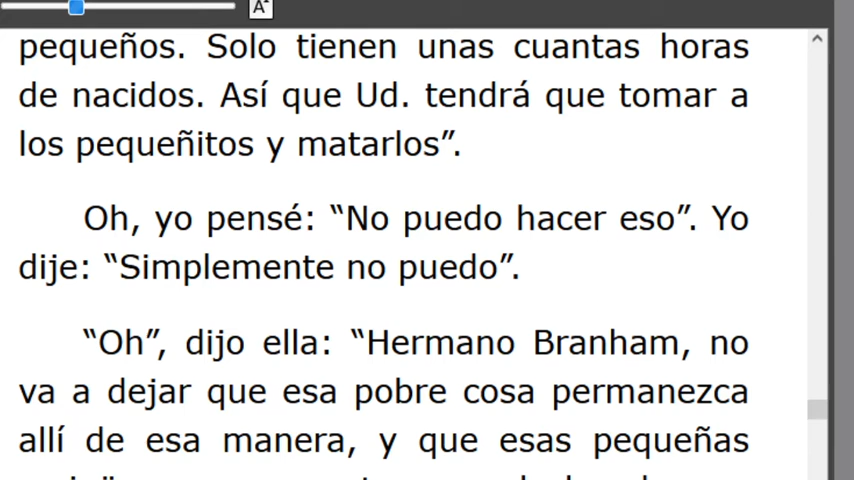 A
pequeños. Solo tienen unas cuantas horas
de nacidos. Así que Ud. tendrá que tomar a
los pequeñitos y matarlos”.
Oh, yo pensé: “No puedo hacer eso”. Yo
dije: “Simplemente no puedo”.
“Oh”, dijo ella: “Hermano Branham, no
va a dejar que esa pobre cosa permanezca
allí de esa manera, y que esas pequeñas